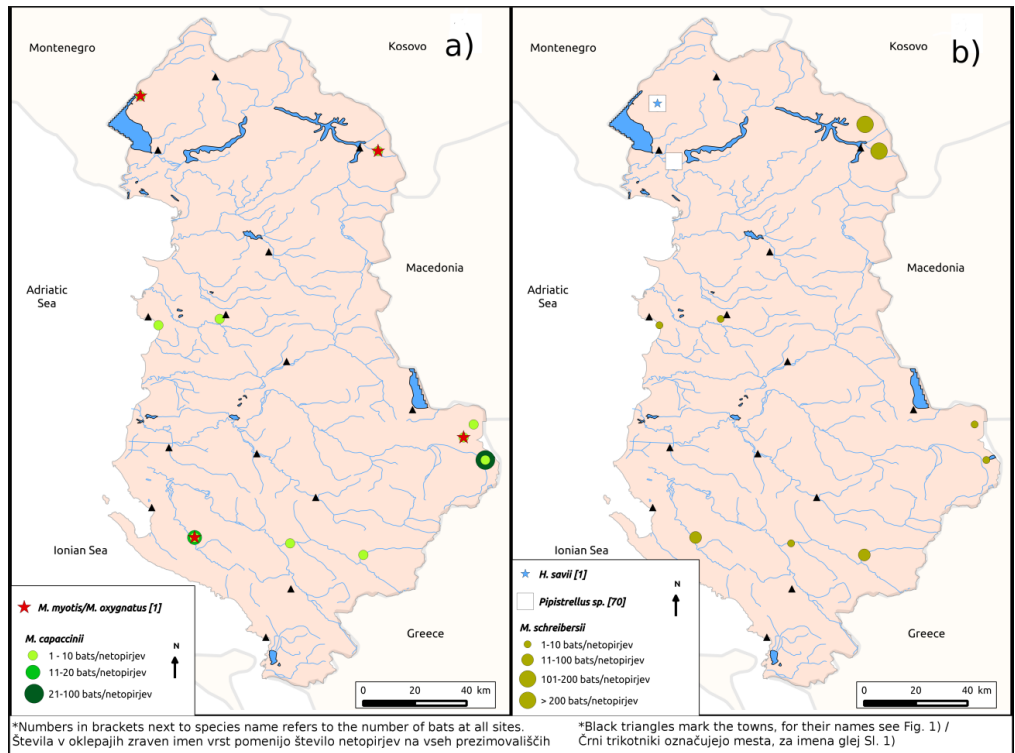 Montenegro
Kosovo
a)
Adriatic
Sea
Macedonia
Ionian Sea
Greece
M. myotis/M. oxygnatus [1]
M. capaccinii
1 - 10 bats/netopirjev
11-20 bats/netopirjev
21-100 bats/netopirjev
N
0 20 40 km
Montenegro
Kosovo
b)
Adriatic
Sea
Macedonia
Ionian Sea
Greece
H. savii [1]
Pipistrellus sp. [70]
M. schreibersii
1-10 bats/netopirjev
11-100 bats/netopirjev
101-200 bats/netopirjev
> 200 bats/netopirjev
N
0 20 40 km
*Numbers in brackets next to species name refers to the number of bats at all sites.
Števila v oklepajih zraven imen vrst pomenijo število netopirjev na vseh prezimovališčih
*Black triangles mark the towns, for their names see Fig. 1) /
Črni trikotniki označujejo mesta, za imena glej Sl. 1)